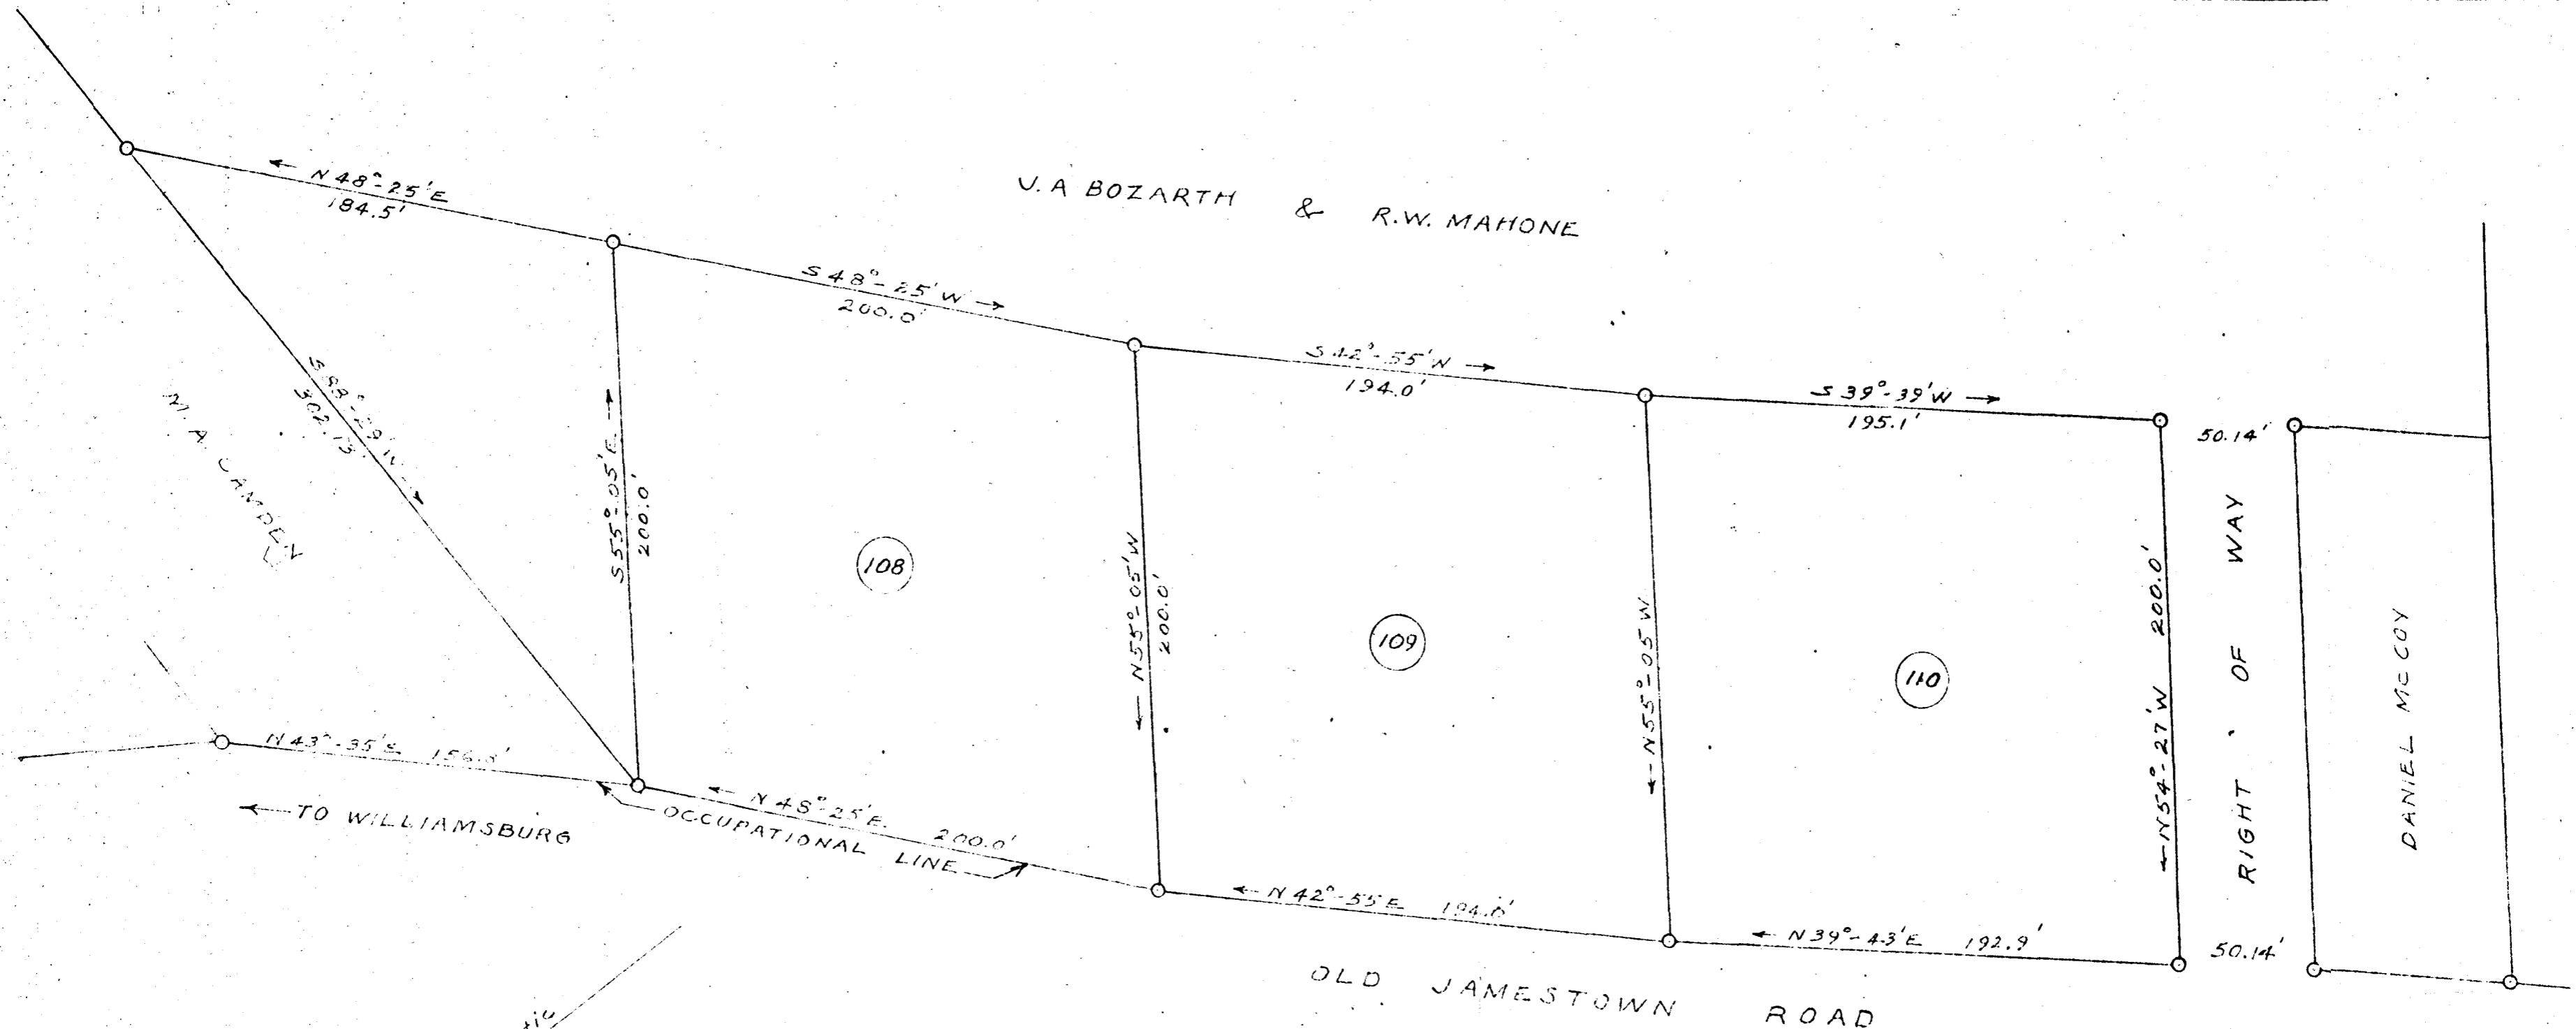 V. A BOZARTH & R.W. MAHONE
N 48°-25' E
184.5'
S 48°-25' W
200.0'
S 42°-55' W
194.0'
S 39°-39' W
195.1'
50.14'
302.13'
M. A. CAMDEN
S 55°-05' E
200.0'
108
N 55°-05' W
200.0'
109
N 55°-05 W
110
N 54°-27' W 200.0'
RIGHT OF WAY
DANIEL McCOY
N 43°-35' E
N 48°-25' E. 200.0'
OCCUPATIONAL LINE
TO WILLIAMSBURG
N 42°-55' E 194.0'
N 39°-43' E 192.9'
50.14'
OLD JAMESTOWN ROAD